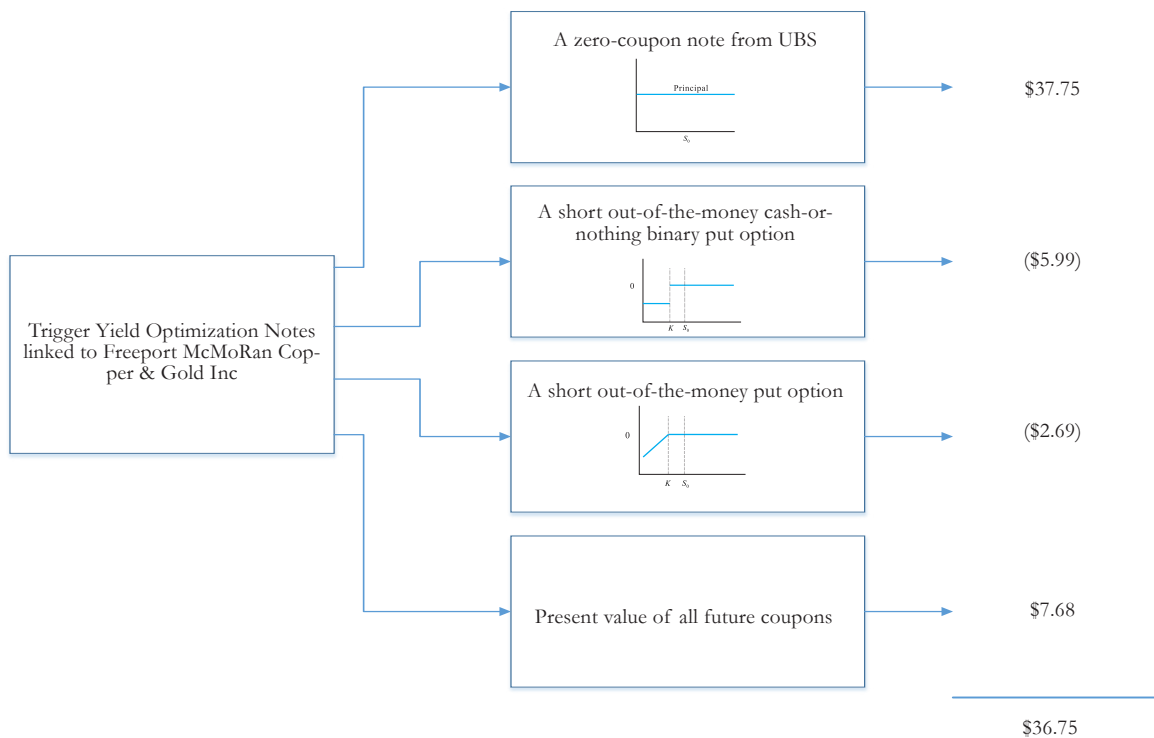 A zero-coupon note from UBS
Principal
S0
$37.75
A short out-of-the-money cash-or-
nothing binary put option
0
K
S0
($5.99)
Trigger Yield Optimization Notes
linked to Freeport McMoRan Cop-
per & Gold Inc
A short out-of-the-money put option
0
K
S0
($2.69)
Present value of all future coupons
$7.68
$36.75